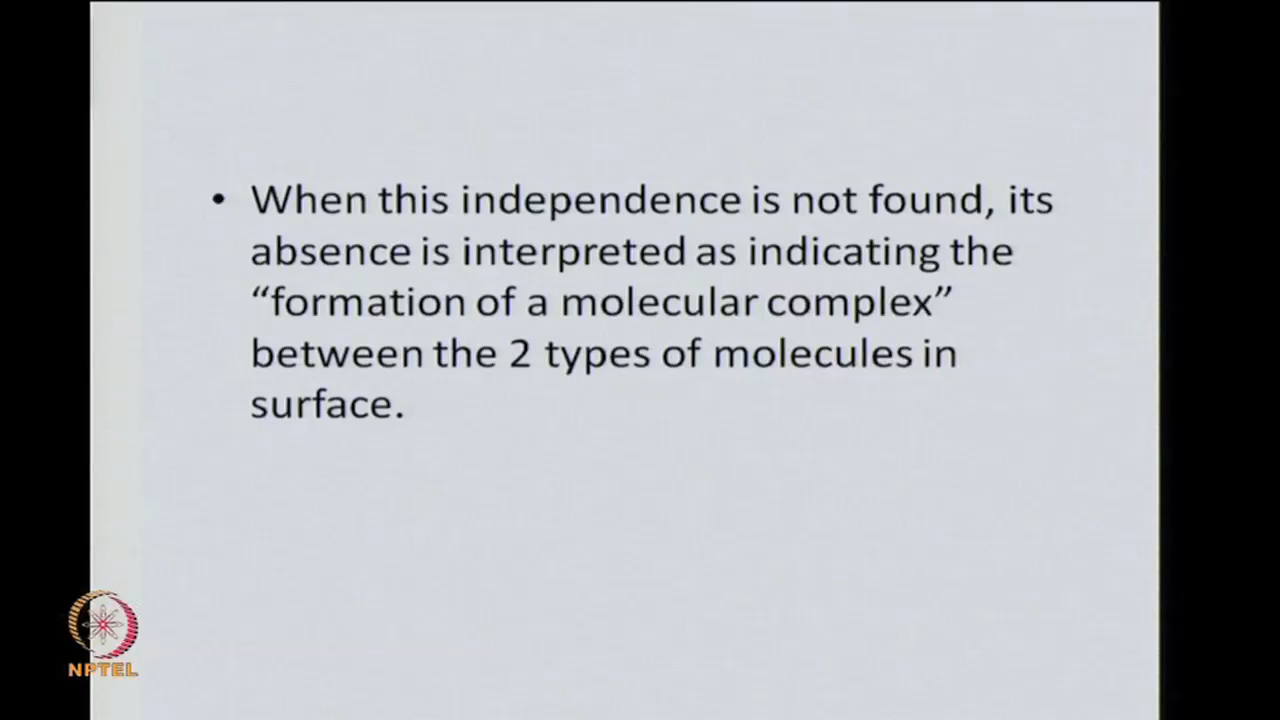 • When this independence is not found, its
absence is interpreted as indicating the
“formation of a molecular complex”
between the 2 types of molecules in
surface.
NPTEL